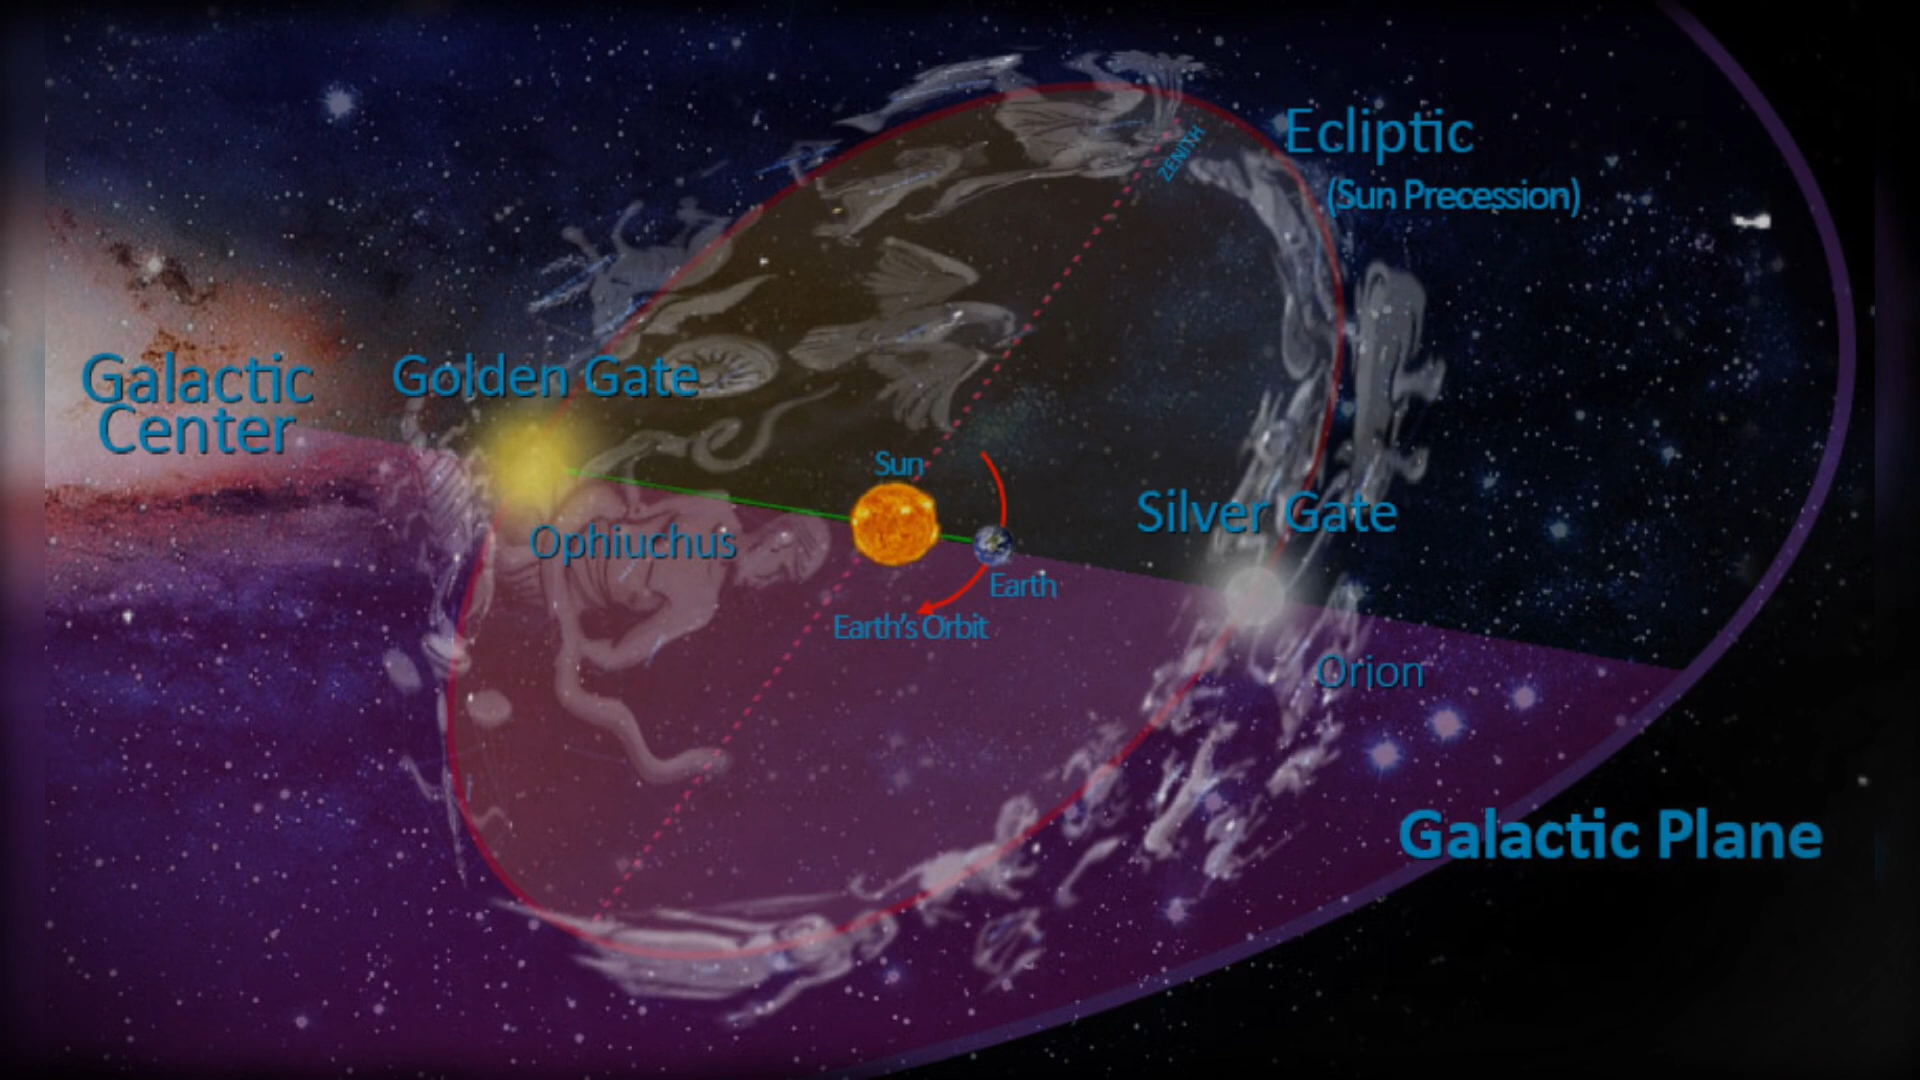 Ecliptic
(Sun Precession)
ZENITH
Galactic
Center
Golden Gate
Sun
Silver Gate
Ophiuchus
Earth
Earth's Orbit
Orion
Galactic Plane